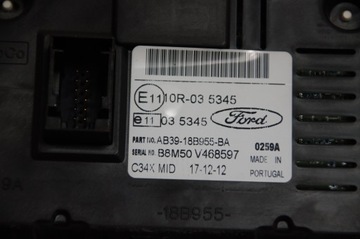 E11 10R-03 5345
e11 03 5345
Ford
PART NO. AB39-18B955-BA
SERIAL NO. B8M50 V468597
0259A
MADE IN
PORTUGAL
C34X MID 17-12-12
-18B955-